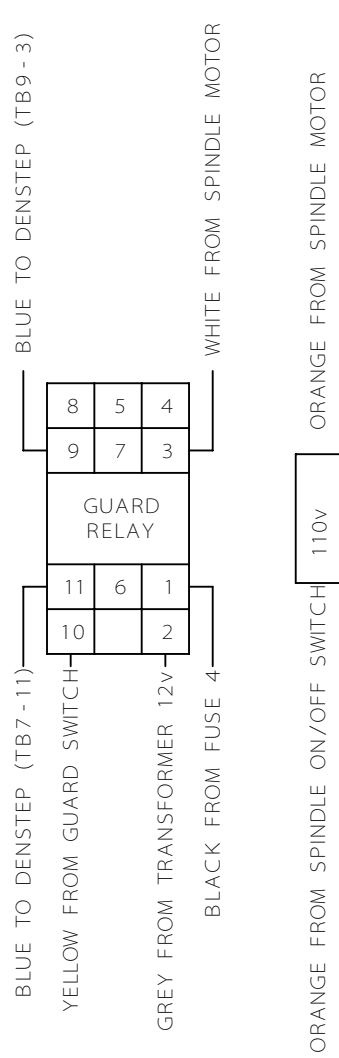 BLUE TO DENSTEP (TB9 - 3)
WHITE FROM SPINDLE MOTOR
ORANGE FROM SPINDLE MOTOR
8 5 4
9 7 3
GUARD
RELAY
11 6 1
10 2
110v
BLUE TO DENSTEP (TB7 - 11)
YELLOW FROM GUARD SWITCH
GREY FROM TRANSFORMER 12v
BLACK FROM FUSE 4
ORANGE FROM SPINDLE ON/OFF SWITCH